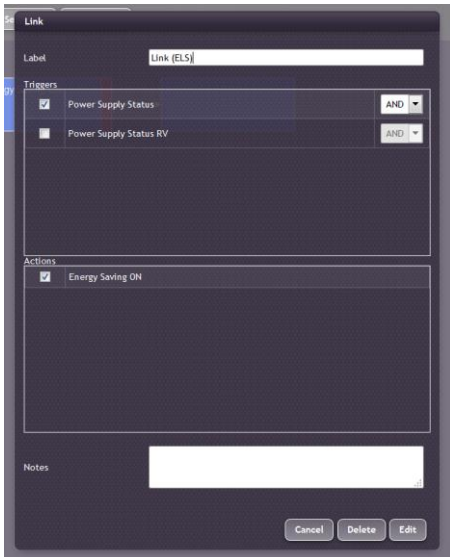 Link
Label
Link (ELS)
Triggers
Power Supply Status
AND
Power Supply Status RV
AND
Actions
Energy Saving ON
Notes
Cancel
Delete
Edit